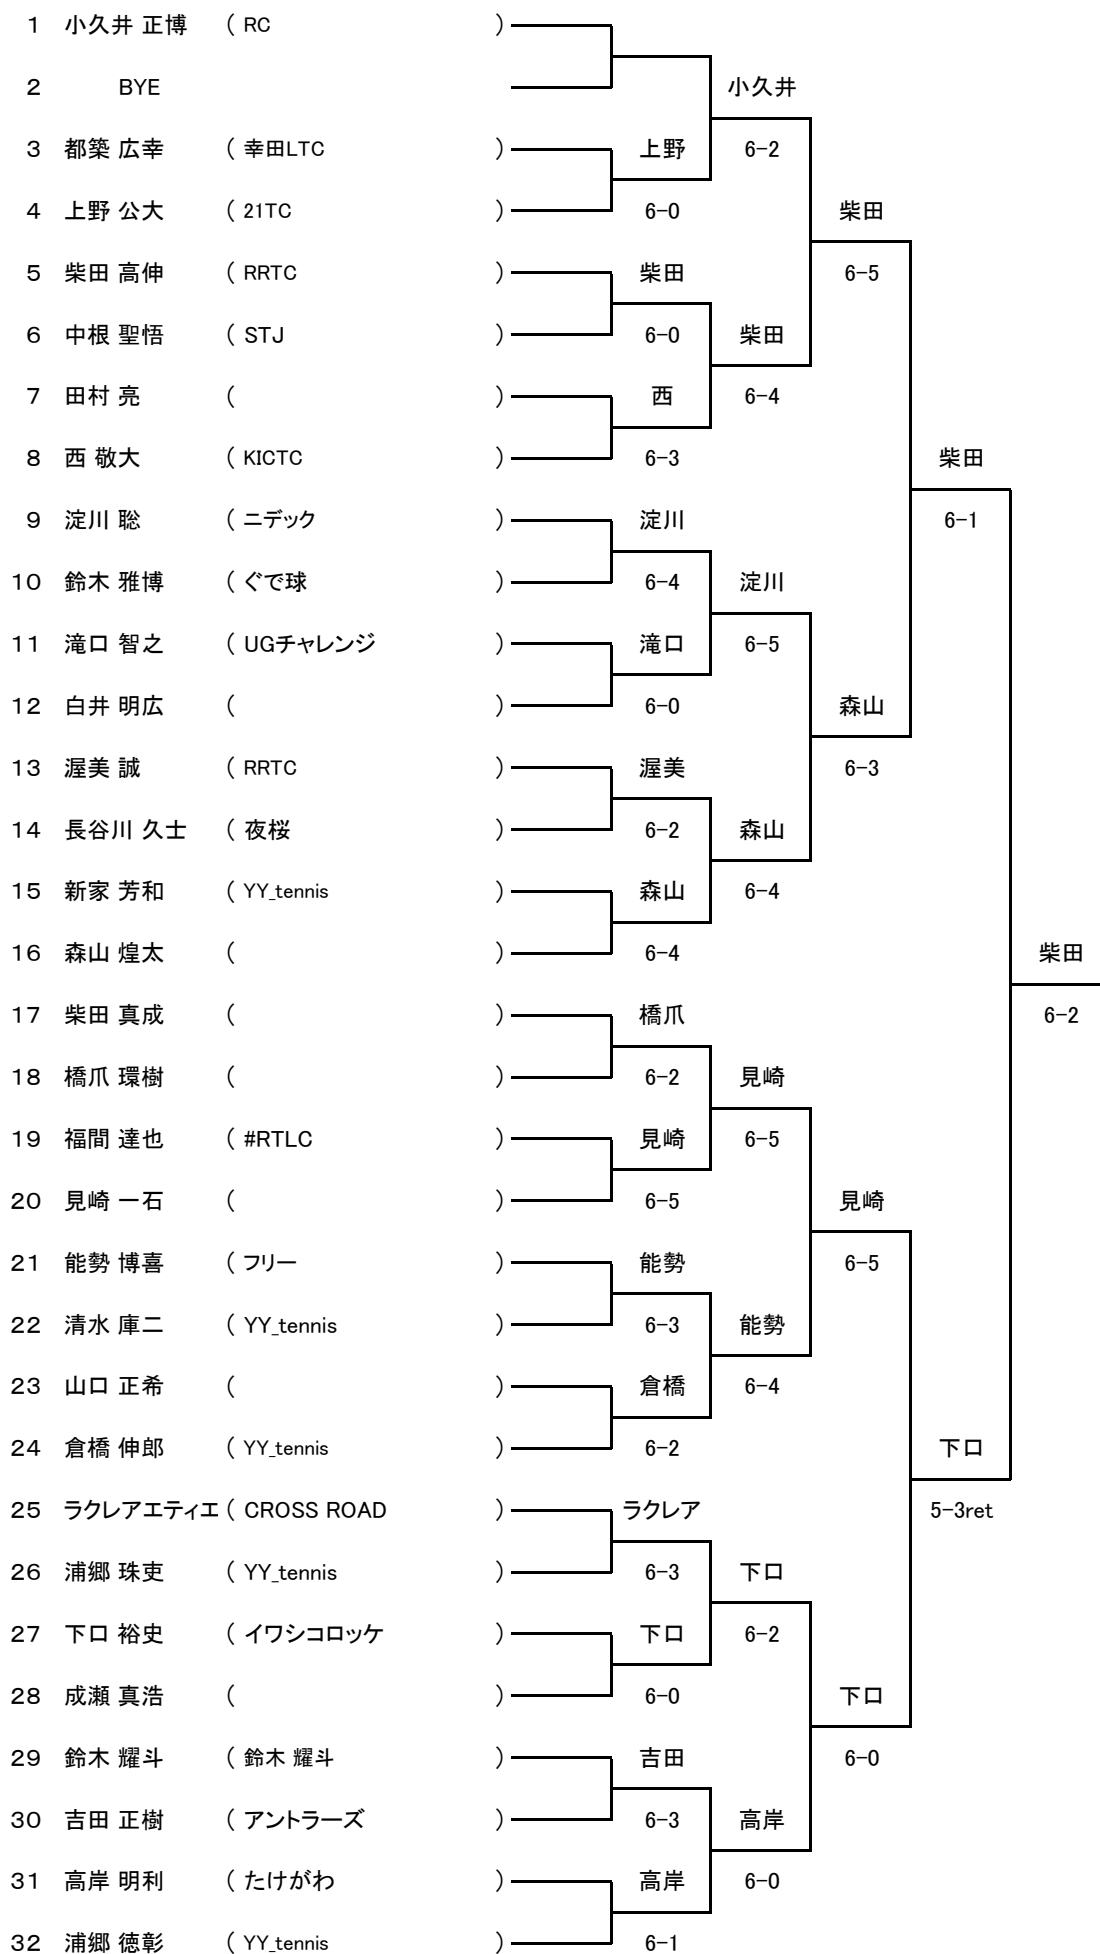 1 小久井 正博 ( RC )
2 BYE 小久井
3 都築 広幸 ( 幸田LTC ) 上野 6-2
4 上野 公大 ( 21TC ) 6-0 柴田
5 柴田 高伸 ( RRTC ) 柴田 6-5
6 中根 聖悟 ( STJ ) 6-0 柴田
7 田村 亮 ( ) 西 6-4
8 西 敬大 ( KICTC ) 6-3 柴田
9 淀川 聡 ( ニデック ) 淀川 6-1
10 鈴木 雅博 ( ぐで球 ) 6-4 淀川
11 滝口 智之 ( UGチャレンジ ) 滝口 6-5
12 白井 明広 ( ) 6-0 森山
13 渥美 誠 ( RRTC ) 渥美 6-3
14 長谷川 久士 ( 夜桜 ) 6-2 森山
15 新家 芳和 ( YY_tennis ) 森山 6-4
16 森山 煌太 ( ) 6-4 柴田
17 柴田 真成 ( ) 橋爪 6-2
18 橋爪 環樹 ( ) 6-2 見崎
19 福間 達也 ( #RTLC ) 見崎 6-5
20 見崎 一石 ( ) 6-5 見崎
21 能勢 博喜 ( フリー ) 能勢 6-5
22 清水 庫二 ( YY_tennis ) 6-3 能勢
23 山口 正希 ( ) 倉橋 6-4
24 倉橋 伸郎 ( YY_tennis ) 6-2 下口
25 ラクレアエティエ ( CROSS ROAD ) ラクレア 5-3ret
26 浦郷 珠吏 ( YY_tennis ) 6-3 下口
27 下口 裕史 ( イワシコロッケ ) 下口 6-2
28 成瀬 真浩 ( ) 6-0 下口
29 鈴木 耀斗 ( 鈴木 耀斗 ) 吉田 6-0
30 吉田 正樹 ( アントラーズ ) 6-3 高岸
31 高岸 明利 ( たけがわ ) 高岸 6-0
32 浦郷 徳彰 ( YY_tennis ) 6-1